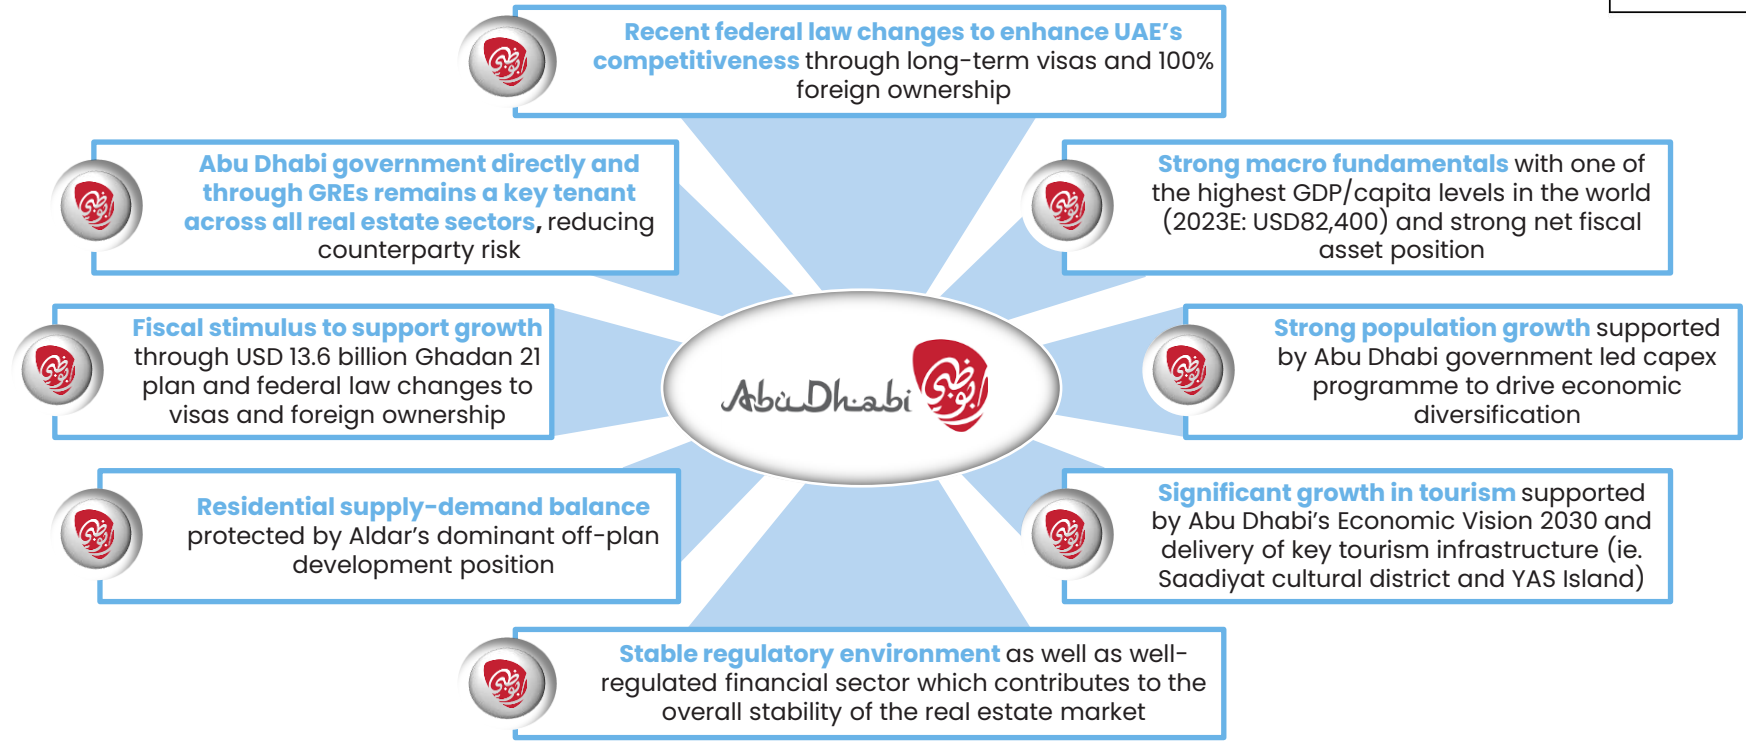 Recent federal law changes to enhance UAE's
competitiveness through long-term visas and 100%
foreign ownership
Abu Dhabi government directly and
through GREs remains a key tenant
across all real estate sectors, reducing
counterparty risk
Strong macro fundamentals with one of
the highest GDP/capita levels in the world
(2023E: USD82,400) and strong net fiscal
asset position
Fiscal stimulus to support growth
through USD 13.6 billion Ghadan 21
plan and federal law changes to
visas and foreign ownership
Abu Dhabi أبوظبي
Strong population growth supported
by Abu Dhabi government led capex
programme to drive economic
diversification
Residential supply-demand balance
protected by Aldar's dominant off-plan
development position
Significant growth in tourism supported
by Abu Dhabi's Economic Vision 2030 and
delivery of key tourism infrastructure (ie.
Saadiyat cultural district and YAS Island)
Stable regulatory environment as well as well-
regulated financial sector which contributes to the
overall stability of the real estate market